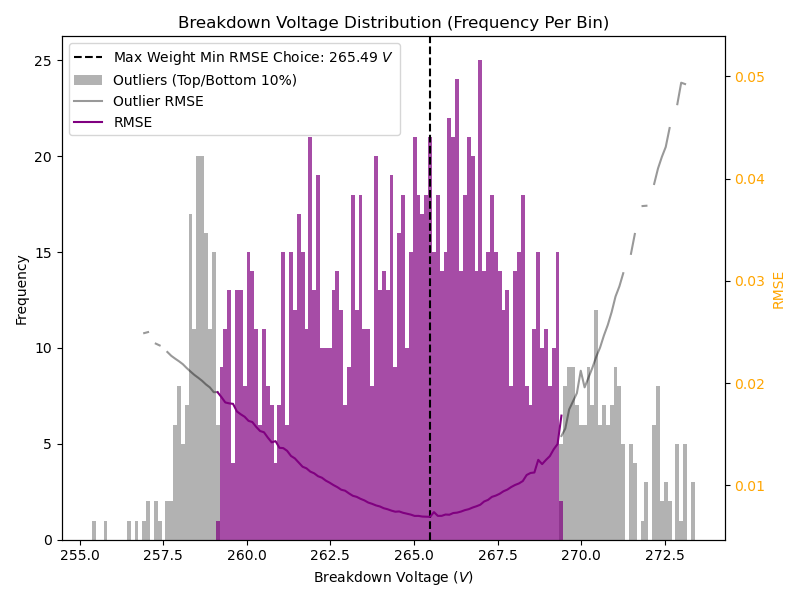 Breakdown Voltage Distribution (Frequency Per Bin)
Max Weight Min RMSE Choice: 265.49 V
Outliers (Top/Bottom 10%)
Outlier RMSE
RMSE
25
20
15
10
5
0
Frequency
0.05
0.04
0.03
0.02
0.01
RMSE
255.0 257.5 260.0 262.5 265.5 267.5 270.0 272.5
Breakdown Voltage (V)